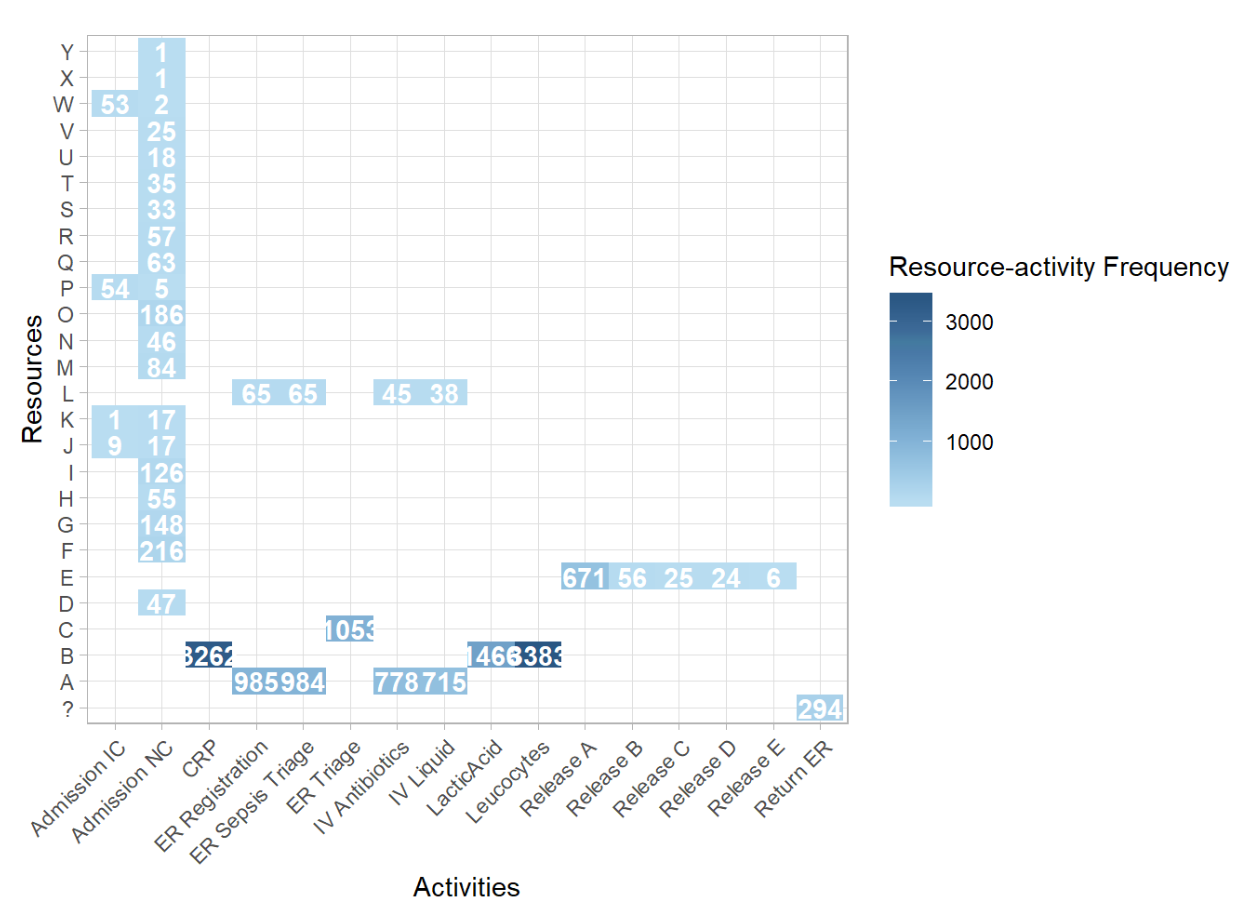 Y 1
X 1
W 53 2
V 25
U 18
T 35
S 33
R 57
Q 63
P 54 5
O 186
N 46
M 84
L 65 65 45 38
K 1 17
J 9 17
I 126
H 55
G 148
F 216
E 671 56 25 24 6
D 47
C 1053
B 3262 1466 3383
A 985 984 778 715
? 294
Resources
Admission IC
Admission NC
CRP
ER Registration
ER Sepsis Triage
ER Triage
IV Antibiotics
IV Liquid
LacticAcid
Leucocytes
Release A
Release B
Release C
Release D
Release E
Return ER
Activities
Resource-activity Frequency
3000
2000
1000